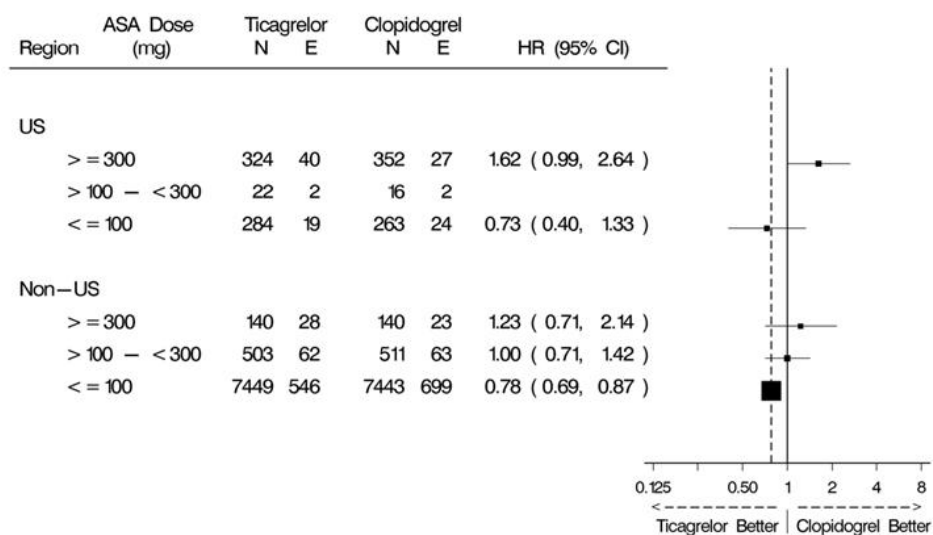 ASA Dose Ticagrelor Clopidogrel
Region (mg) N E N E HR (95% CI)
US
>=300 324 40 352 27 1.62 (0.99, 2.64)
>100 – <300 22 2 16 2
<=100 284 19 263 24 0.73 (0.40, 1.33)
Non–US
>=300 140 28 140 23 1.23 (0.71, 2.14)
>100 – <300 503 62 511 63 1.00 (0.71, 1.42)
<=100 7449 546 7443 699 0.78 (0.69, 0.87)
0.125 0.50 1 2 4 8
Ticagrelor Better Clopidogrel Better